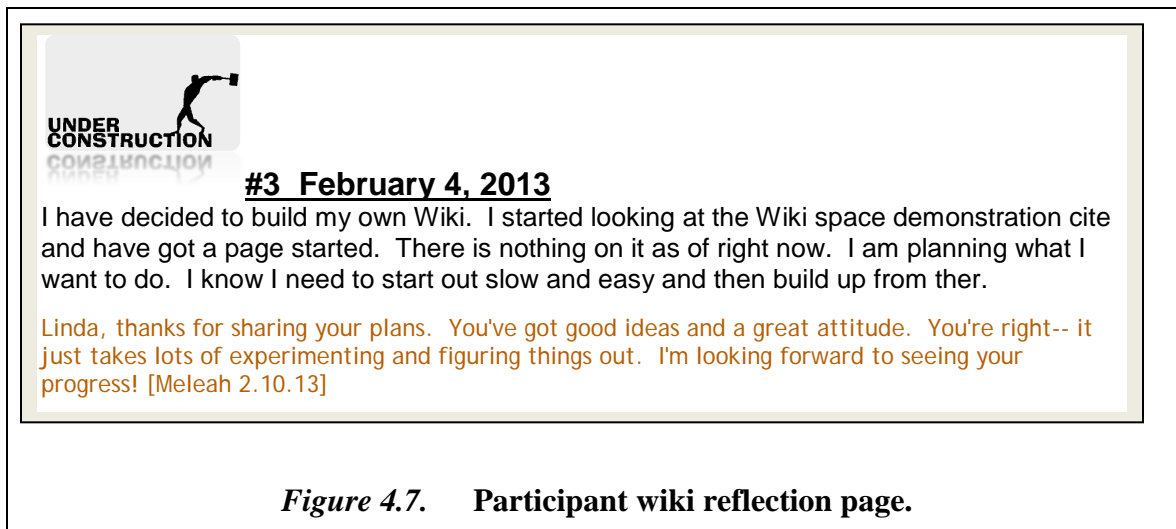 UNDER
CONSTRUCTION
#3 February 4, 2013
I have decided to build my own Wiki. I started looking at the Wiki space demonstration cite
and have got a page started. There is nothing on it as of right now. I am planning what I
want to do. I know I need to start out slow and easy and then build up from ther.
Linda, thanks for sharing your plans. You've got good ideas and a great attitude. You're right-- it
just takes lots of experimenting and figuring things out. I'm looking forward to seeing your
progress! [Meleah 2.10.13]
Figure 4.7. Participant wiki reflection page.